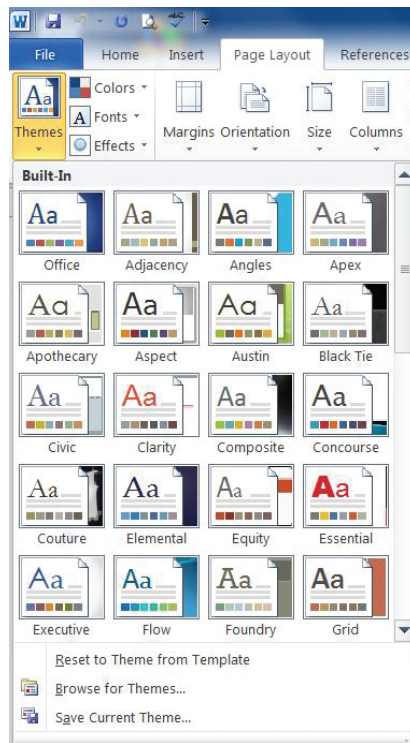 W ABC
File Home Insert Page Layout References
Aa Colors
A Fonts
Themes Effects Margins Orientation Size Columns
Built-In
Aa Aa Aa Aa
Office Adjacency Angles Apex
Aa Aa Aa Aa
Apothecary Aspect Austin Black Tie
Aa Aa Aa Aa
Civic Clarity Composite Concourse
Aa Aa Aa Aa
Couture Elemental Equity Essential
Aa Aa Aa Aa
Executive Flow Foundry Grid
Reset to Theme from Template
Browse for Themes...
Save Current Theme...